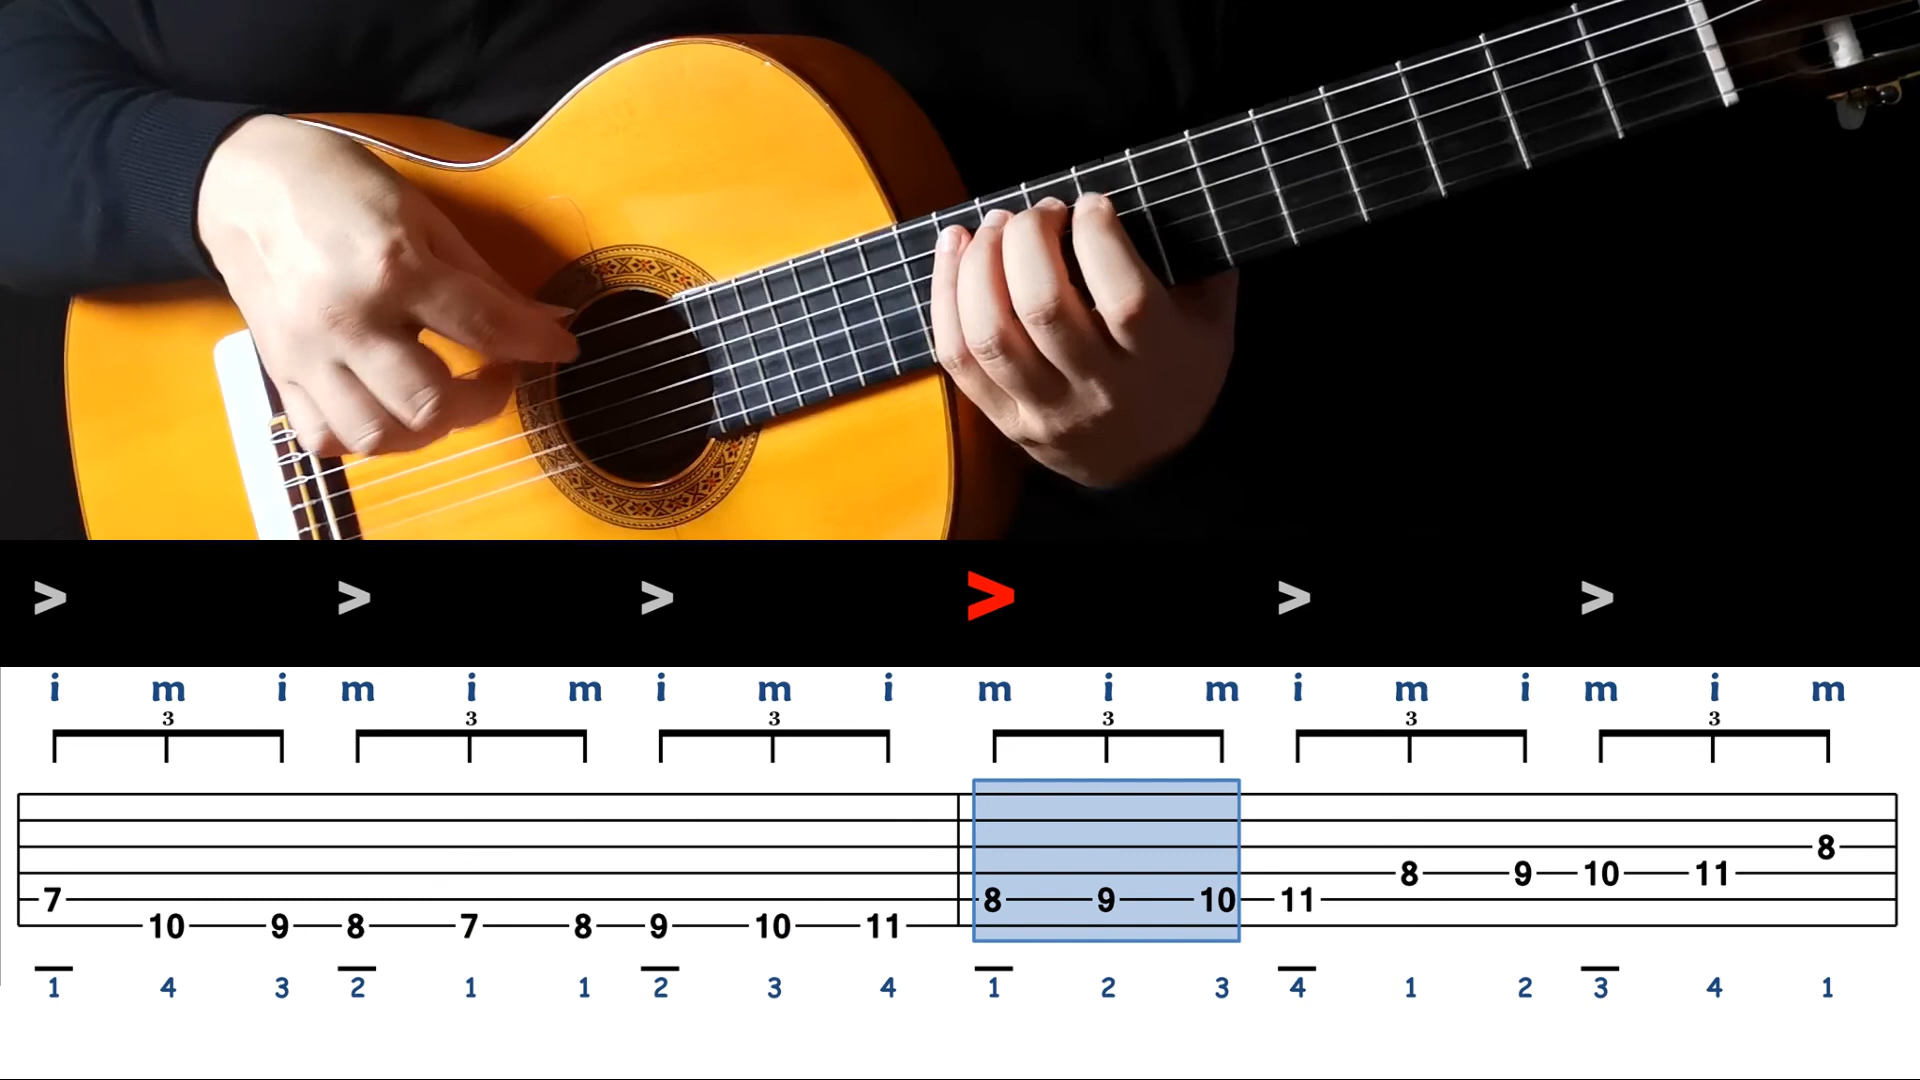 > > > > > >
i m i m i m i m i m i m i m i m i m
3 3 3 3 3 3
8
8 9 10 11
7 8 9 10 11
10 9 8 7 8 9 10 11
1 4 3 2 1 1 2 3 4 1 2 3 4 1 2 3 4 1